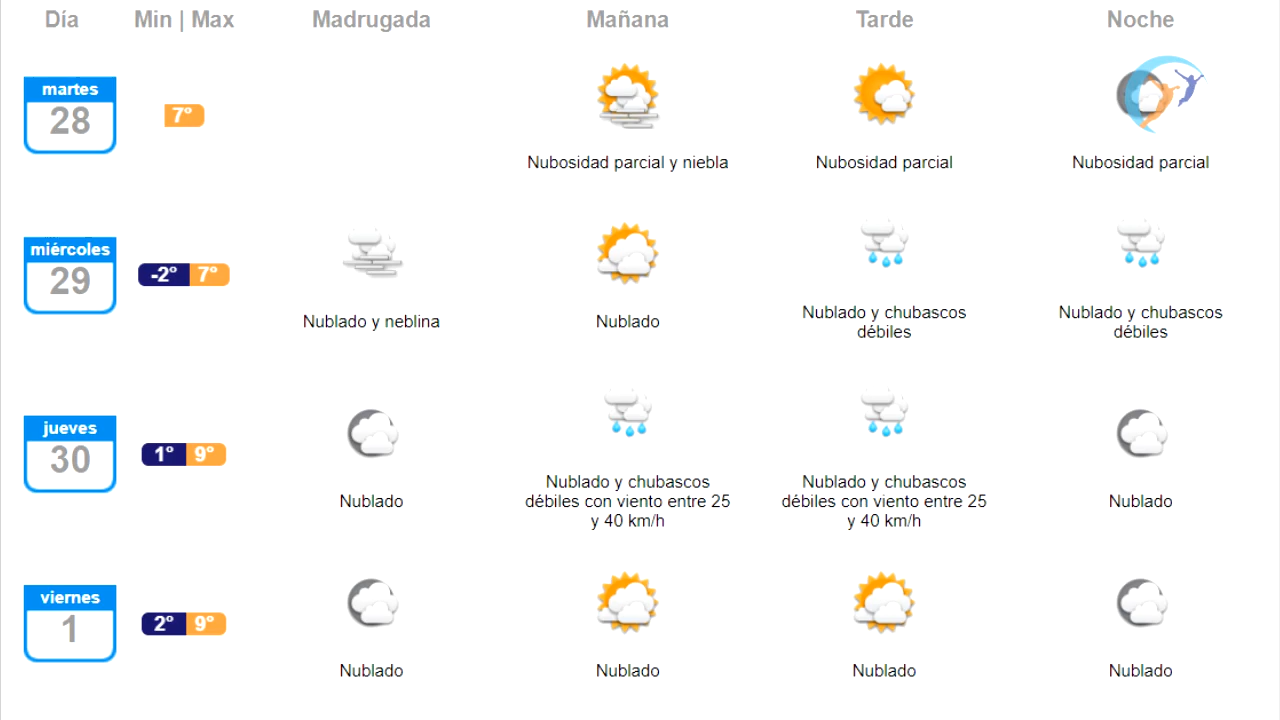 Día Min | Max Madrugada Mañana Tarde Noche
martes
28
7°
Nubosidad parcial y niebla
Nubosidad parcial
Nubosidad parcial
miércoles
29
-2° 7°
Nublado y neblina
Nublado
Nublado y chubascos
débiles
Nublado y chubascos
débiles
jueves
30
1° 9°
Nublado
Nublado y chubascos
débiles con viento entre 25
y 40 km/h
Nublado y chubascos
débiles con viento entre 25
y 40 km/h
Nublado
viernes
1
2° 9°
Nublado
Nublado
Nublado
Nublado